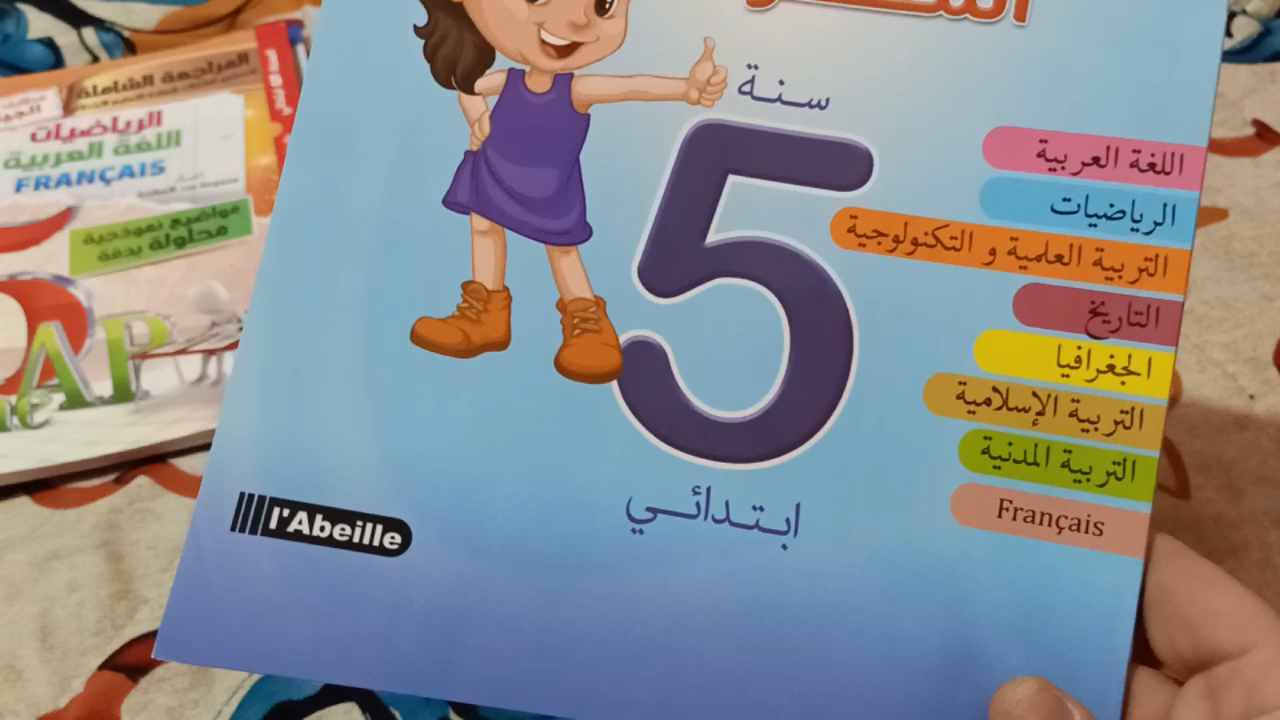 سنة
5
ابتدائي
اللغة العربية
الرياضيات
التربية العلمية و التكنولوجية
التاريخ
الجغرافيا
التربية الإسلامية
التربية المدنية
Français
l'Abeille
المراجعة الشاملة
الرياضيات
اللغة العربية
FRANÇAIS
مواضيع نموذجية
محلولة بدقة
AP